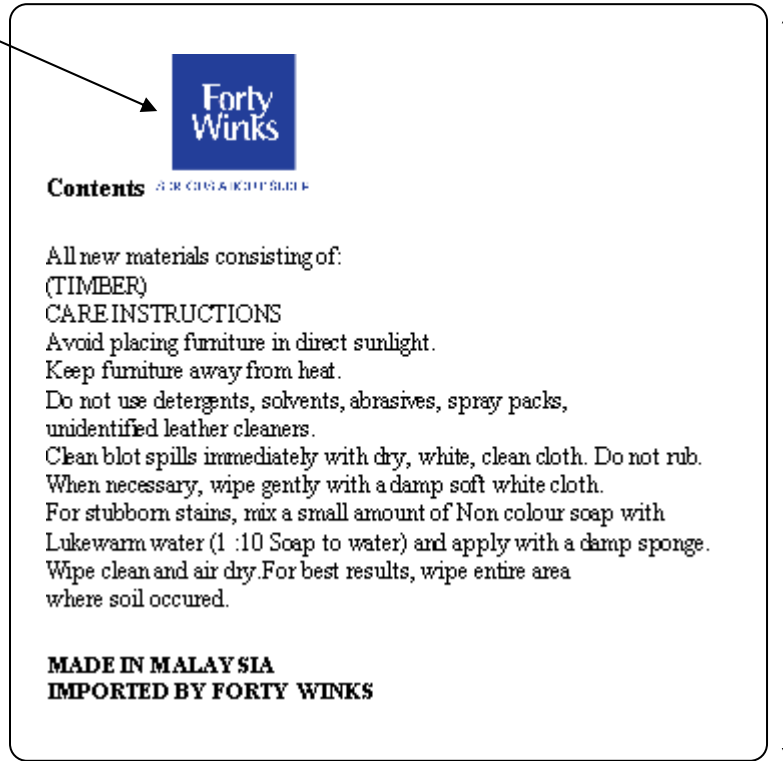 Forty
Winks
Contents
All new materials consisting of:
(TIMBER)
CARE INSTRUCTIONS
Avoid placing furniture in direct sunlight.
Keep furniture away from heat.
Do not use detergents, solvents, abrasives, spray packs,
unidentified leather cleaners.
Clean blot spills immediately with dry, white, clean cloth. Do not rub.
When necessary, wipe gently with a damp soft white cloth.
For stubborn stains, mix a small amount of Non colour soap with
Lukewarm water (1 :10 Soap to water) and apply with a damp sponge.
Wipe clean and air dry.For best results, wipe entire area
where soil occured.
MADE IN MALAYSIA
IMPORTED BY FORTY WINKS